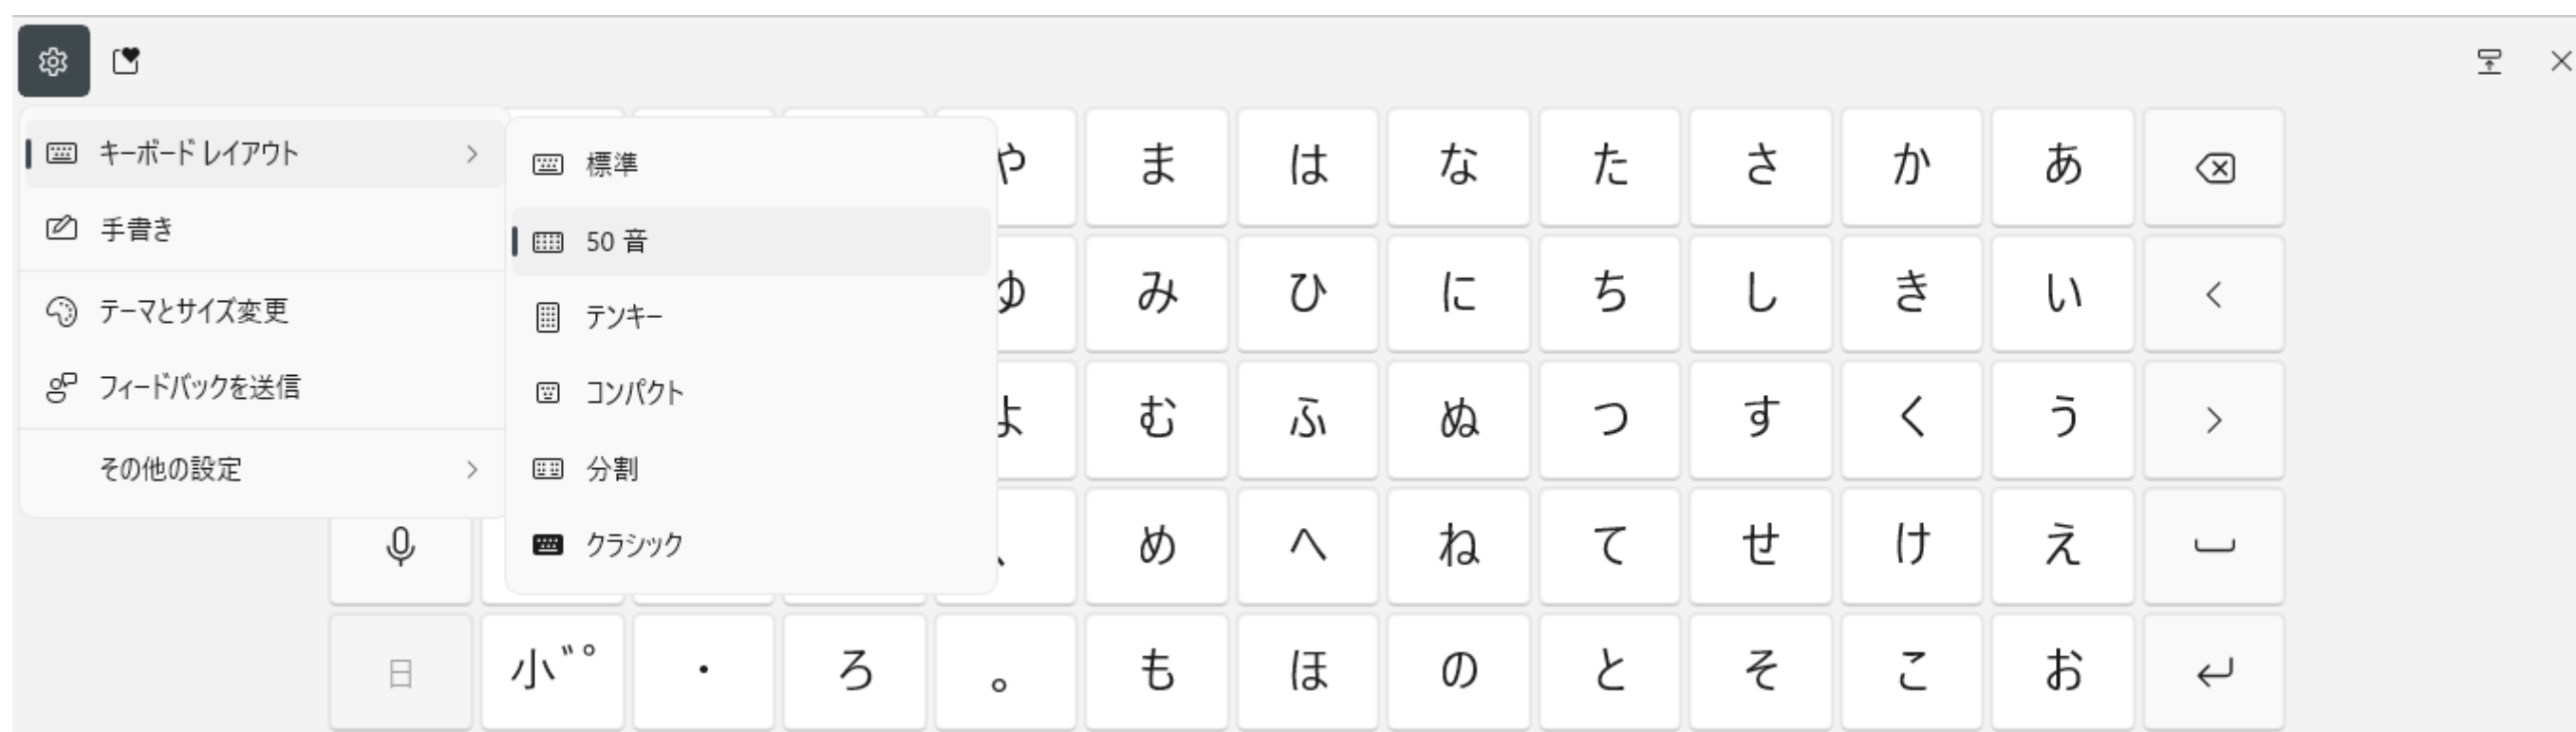 キーボード レイアウト
手書き
テーマとサイズ変更
フィードバックを送信
その他の設定
標準
50 音
テンキー
コンパクト
分割
クラシック
や ま は な た さ か あ
ゆ み ひ に ち し き い <
よ む ふ ぬ つ す く う >
、 め へ ね て せ け え
日 小゛゜ ・ ろ 。 も ほ の と そ こ お